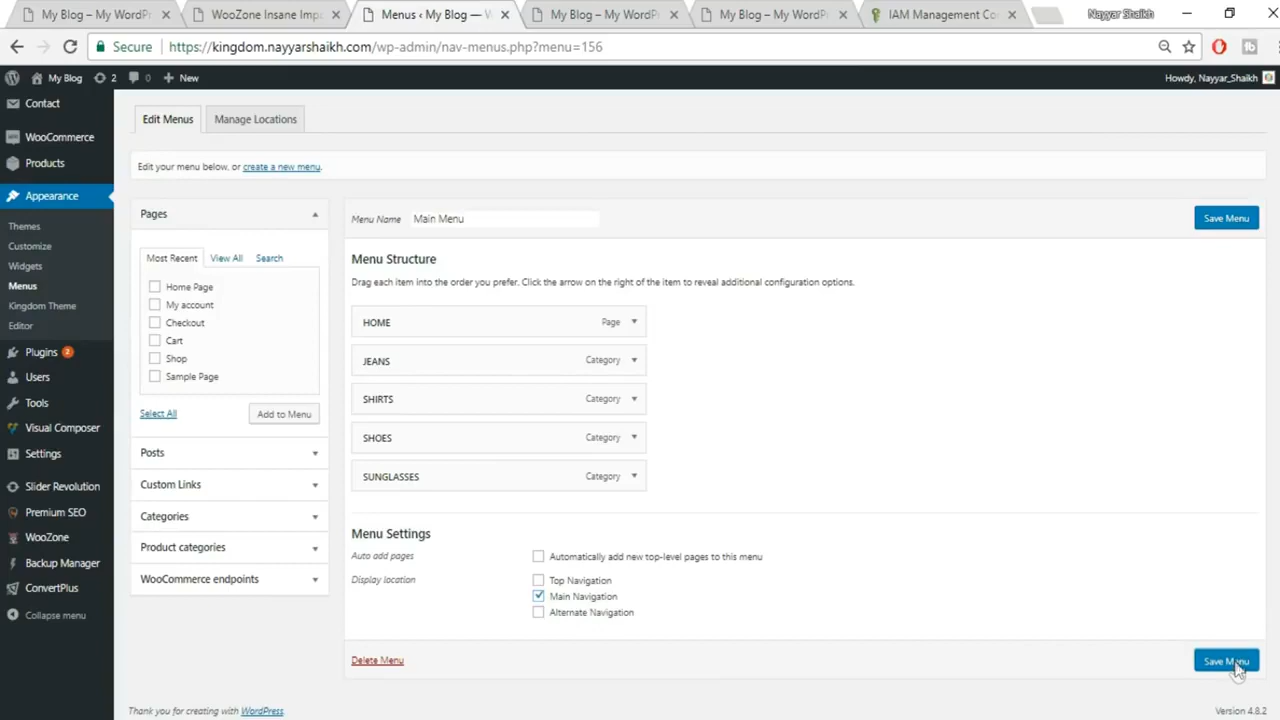 My Blog – My WordPr
WooZone Insane Imp
Menus ‹ My Blog — W
My Blog – My WordP
My Blog – My WordPr
IAM Management Co
Nayyar Shaikh
Secure
https://kingdom.nayyarshaikh.com/wp-admin/nav-menus.php?menu=156
My Blog
2
0
New
Howdy, Nayyar_Shaikh
Contact
WooCommerce
Products
Appearance
Themes
Customize
Widgets
Menus
Kingdom Theme
Editor
Plugins 2
Users
Tools
Visual Composer
Settings
Slider Revolution
Premium SEO
WooZone
Backup Manager
ConvertPlus
Collapse menu
Edit Menus
Manage Locations
Edit your menu below, or create a new menu.
Pages
Most Recent
View All
Search
Home Page
My account
Checkout
Cart
Shop
Sample Page
Select All
Add to Menu
Posts
Custom Links
Categories
Product categories
WooCommerce endpoints
Menu Name
Main Menu
Save Menu
Menu Structure
Drag each item into the order you prefer. Click the arrow on the right of the item to reveal additional configuration options.
HOME Page
JEANS Category
SHIRTS Category
SHOES Category
SUNGLASSES Category
Menu Settings
Auto add pages
Automatically add new top-level pages to this menu
Display location
Top Navigation
Main Navigation
Alternate Navigation
Delete Menu
Save Menu
Thank you for creating with WordPress.
Version 4.8.2